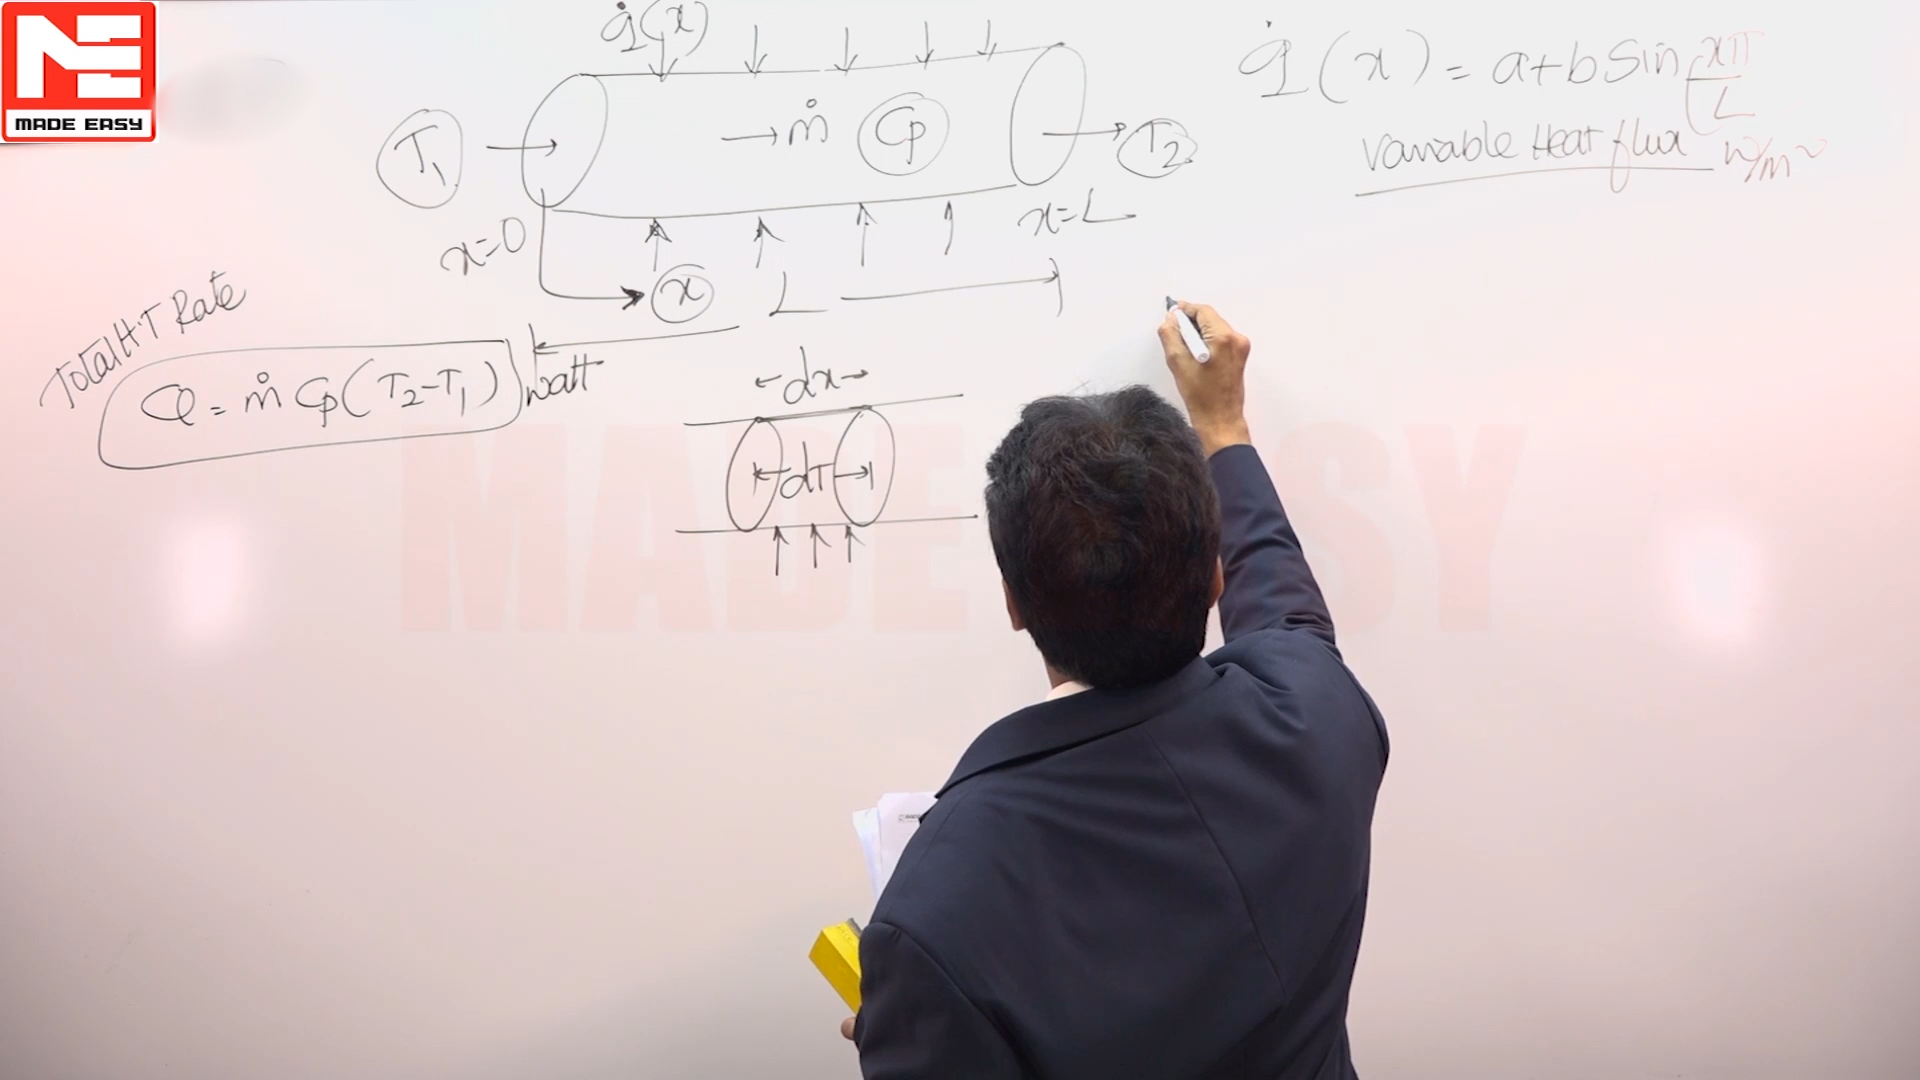 MADE EASY
q̇(x)
q̇(x) = a+b Sin xπ/L
Variable Heat flux W/m²
T₁
→ ṁ
Cp
T₂
x=0
x=L
x
L
Total H.T Rate
Q = ṁ Cp(T₂-T₁) watt
dx
dT
MADE EASY